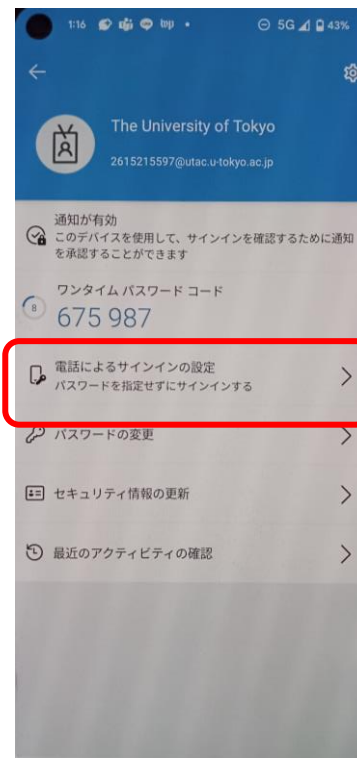 1:16
5G 43%
The University of Tokyo
2615215597@utac.u-tokyo.ac.jp
通知が有効
このデバイスを使用して、サインインを確認するために通知
を承認することができます
ワンタイム パスワード コード
8
675 987
電話によるサインインの設定
パスワードを指定せずにサインインする
パスワードの変更
セキュリティ情報の更新
最近のアクティビティの確認